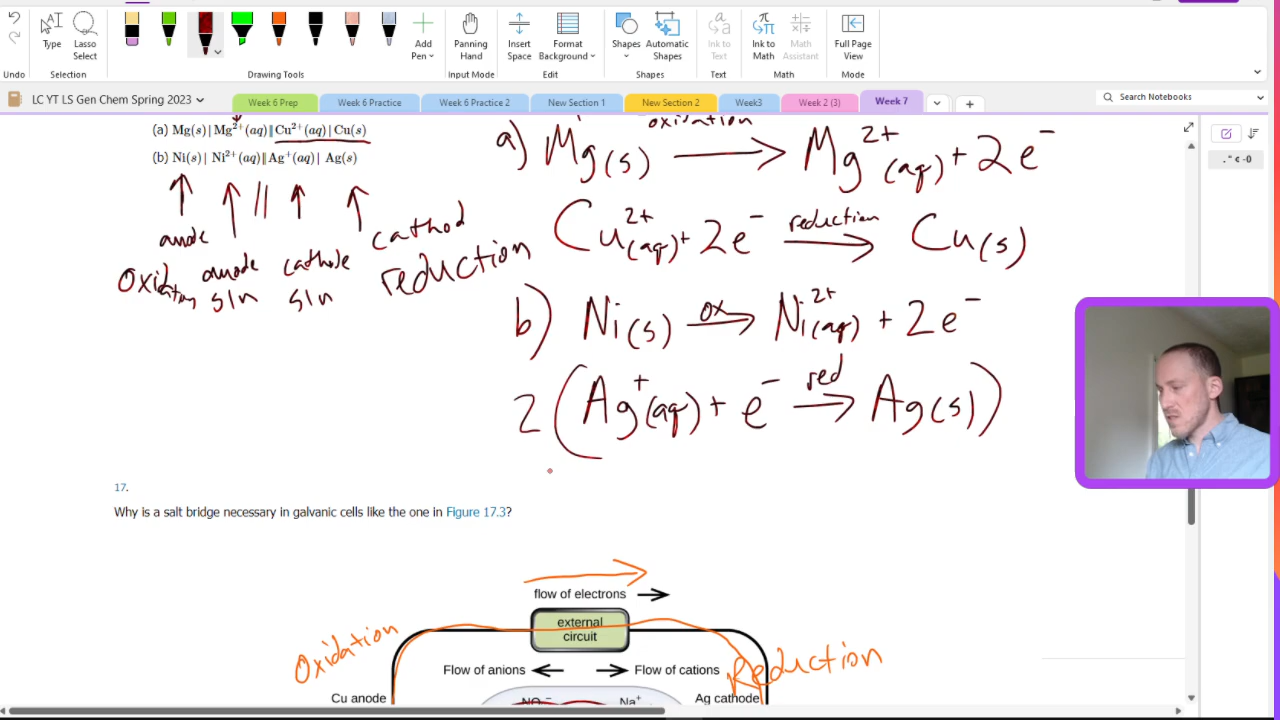 Undo
Type
Lasso Select
Selection
Drawing Tools
Add Pen
Panning Hand
Input Mode
Insert Space
Format Background
Edit
Shapes
Automatic Shapes
Shapes
Ink to Text
Text
Ink to Math
Math Assistant
Math
Full Page View
Mode
LC YT LS Gen Chem Spring 2023
Week 6 Prep
Week 6 Practice
Week 6 Practice 2
New Section 1
New Section 2
Week3
Week 2 (3)
Week 7
Search Notebooks
(a) Mg(s)| Mg²⁺(aq)‖ Cu²⁺(aq)| Cu(s)
(b) Ni(s)| Ni²⁺(aq)‖ Ag⁺(aq)| Ag(s)
anode // cathod
Oxidation anode sln cathode sln reduction
oxidation
a) Mg(s) → Mg²⁺(aq) + 2e⁻
Cu²⁺(aq) + 2e⁻ reduction → Cu(s)
b) Ni(s) ox → Ni²⁺(aq) + 2e⁻
2(Ag⁺(aq) + e⁻ red → Ag(s))
17.
Why is a salt bridge necessary in galvanic cells like the one in Figure 17.3?
flow of electrons
external circuit
Oxidation
Reduction
Flow of anions
Flow of cations
Cu anode
Na⁺
Ag cathode